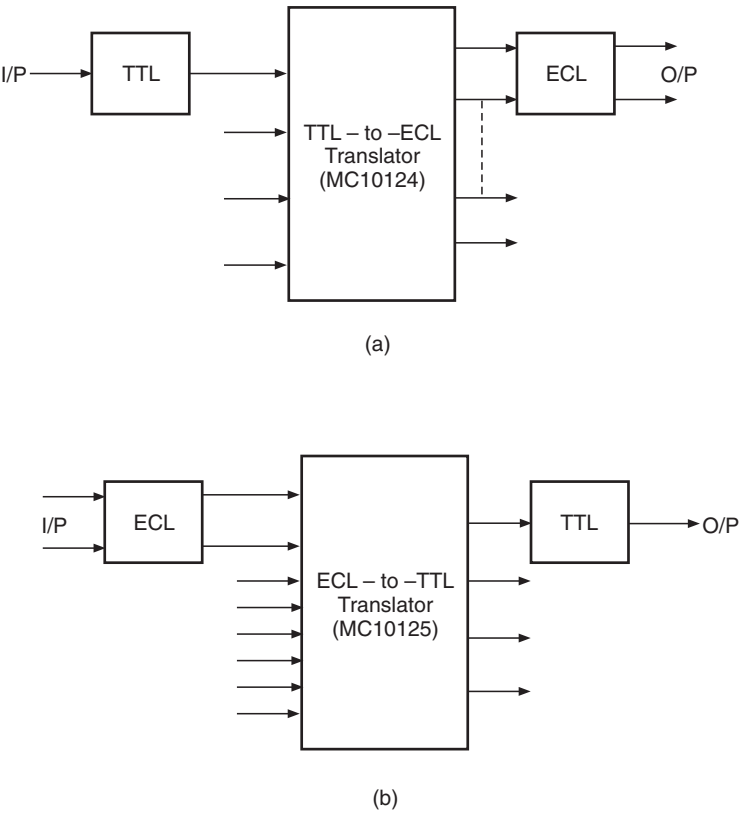 I/P
TTL
TTL – to –ECL
Translator
(MC10124)
ECL
O/P
(a)
I/P
ECL
ECL – to –TTL
Translator
(MC10125)
TTL
O/P
(b)